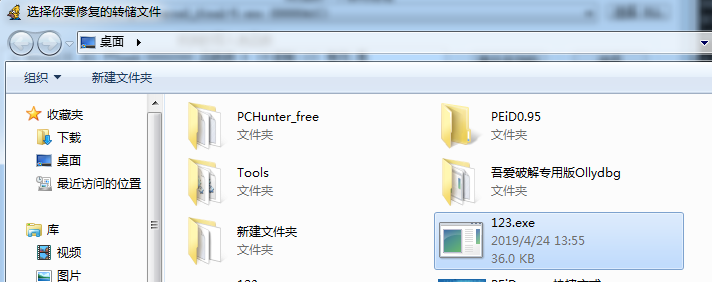 选择你要修复的转储文件
桌面
组织 新建文件夹
收藏夹
下载
桌面
最近访问的位置
库
视频
图片
PCHunter_free
文件夹
PEiD0.95
文件夹
Tools
文件夹
吾爱破解专用版Ollydbg
文件夹
新建文件夹
文件夹
123.exe
2019/4/24 13:55
36.0 KB